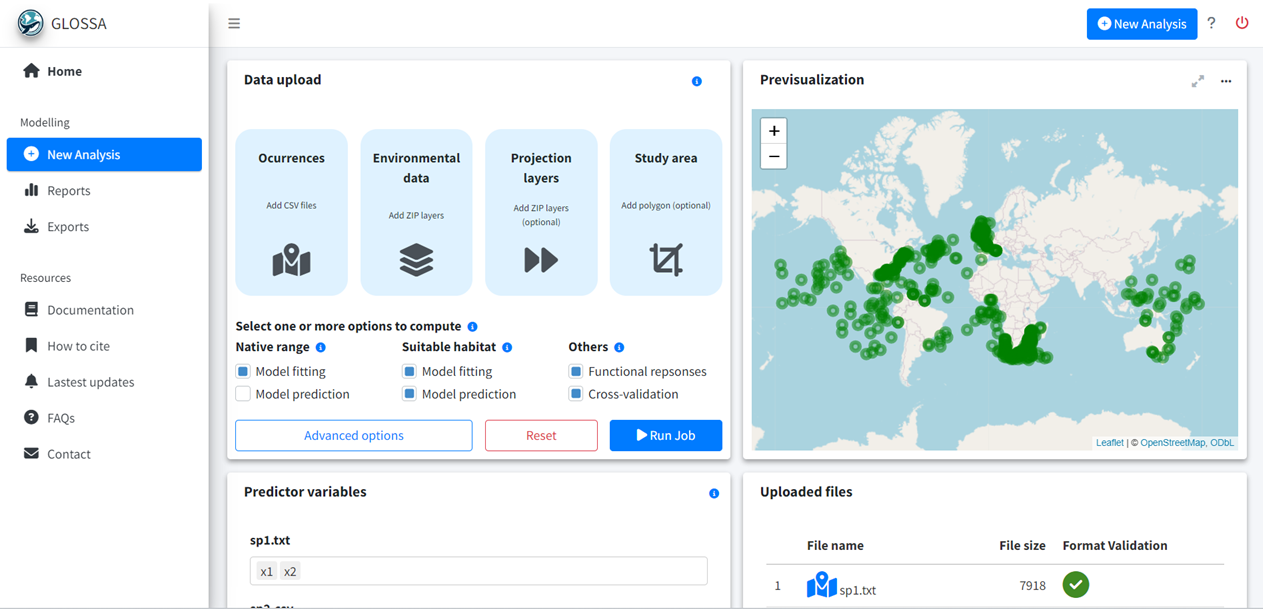 GLOSSA
New Analysis
?
Home
Modelling
New Analysis
Reports
Exports
Resources
Documentation
How to cite
Lastest updates
FAQs
Contact
Data upload
Ocurrences
Add CSV files
Environmental
data
Add ZIP layers
Projection
layers
Add ZIP layers
(optional)
Study area
Add polygon (optional)
Select one or more options to compute
Native range
Suitable habitat
Others
Model fitting
Model fitting
Functional repsonses
Model prediction
Model prediction
Cross-validation
Advanced options
Reset
Run Job
Previsualization
+
−
Leaflet | © OpenStreetMap, ODbL
Predictor variables
sp1.txt
x1 x2
sp2.csv
Uploaded files
File name File size Format Validation
1 sp1.txt 7918